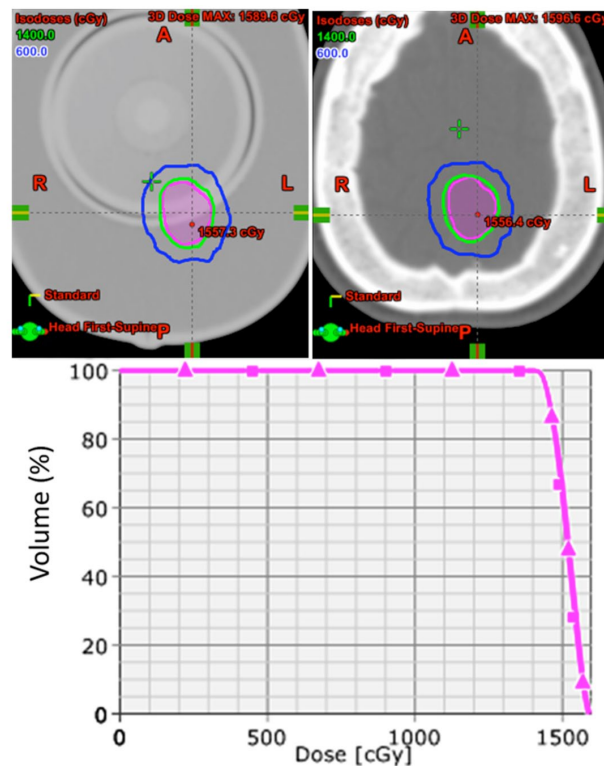 Isodoses (cGy)
3D Dose MAX: 1589.8 cGy
1400.0
A
600.0
R
L
1557.3 cGy
Standard
Head First-Supine
P
Isodoses (cGy)
3D Dose MAX: 1596.6 cGy
1400.0
A
600.0
R
L
1556.4 cGy
Standard
Head First-Supine
P
100
80
60
40
20
0
Volume (%)
0
500
1000
1500
Dose [cGy]